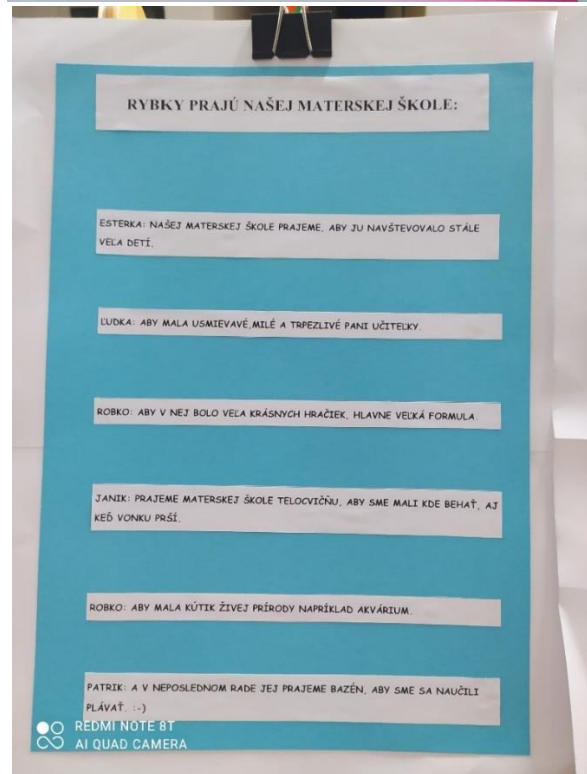 RYBKY PRAJÚ NAŠEJ MATERSKEJ ŠKOLE:
ESTERKA: NAŠEJ MATERSKEJ ŠKOLE PRAJEME, ABY JU NAVŠTEVOVALO STÁLE
VEĽA DETÍ.
ĽUDKA: ABY MALA USMIEVAVÉ,MILÉ A TRPEZLIVÉ PANI UČITEĽKY.
ROBKO: ABY V NEJ BOLO VEĽA KRÁSNYCH HRAČIEK, HLAVNE VEĽKÁ FORMULA.
JANIK: PRAJEME MATERSKEJ ŠKOLE TELOCVIČŇU, ABY SME MALI KDE BEHAŤ, AJ
KEĎ VONKU PRŠÍ.
ROBKO: ABY MALA KÚTIK ŽIVEJ PRÍRODY NAPRÍKLAD AKVÁRIUM.
PATRIK: A V NEPOSLEDNOM RADE JEJ PRAJEME BAZÉN, ABY SME SA NAUČILI
PLÁVAŤ. :-)
REDMI NOTE 8T
AI QUAD CAMERA